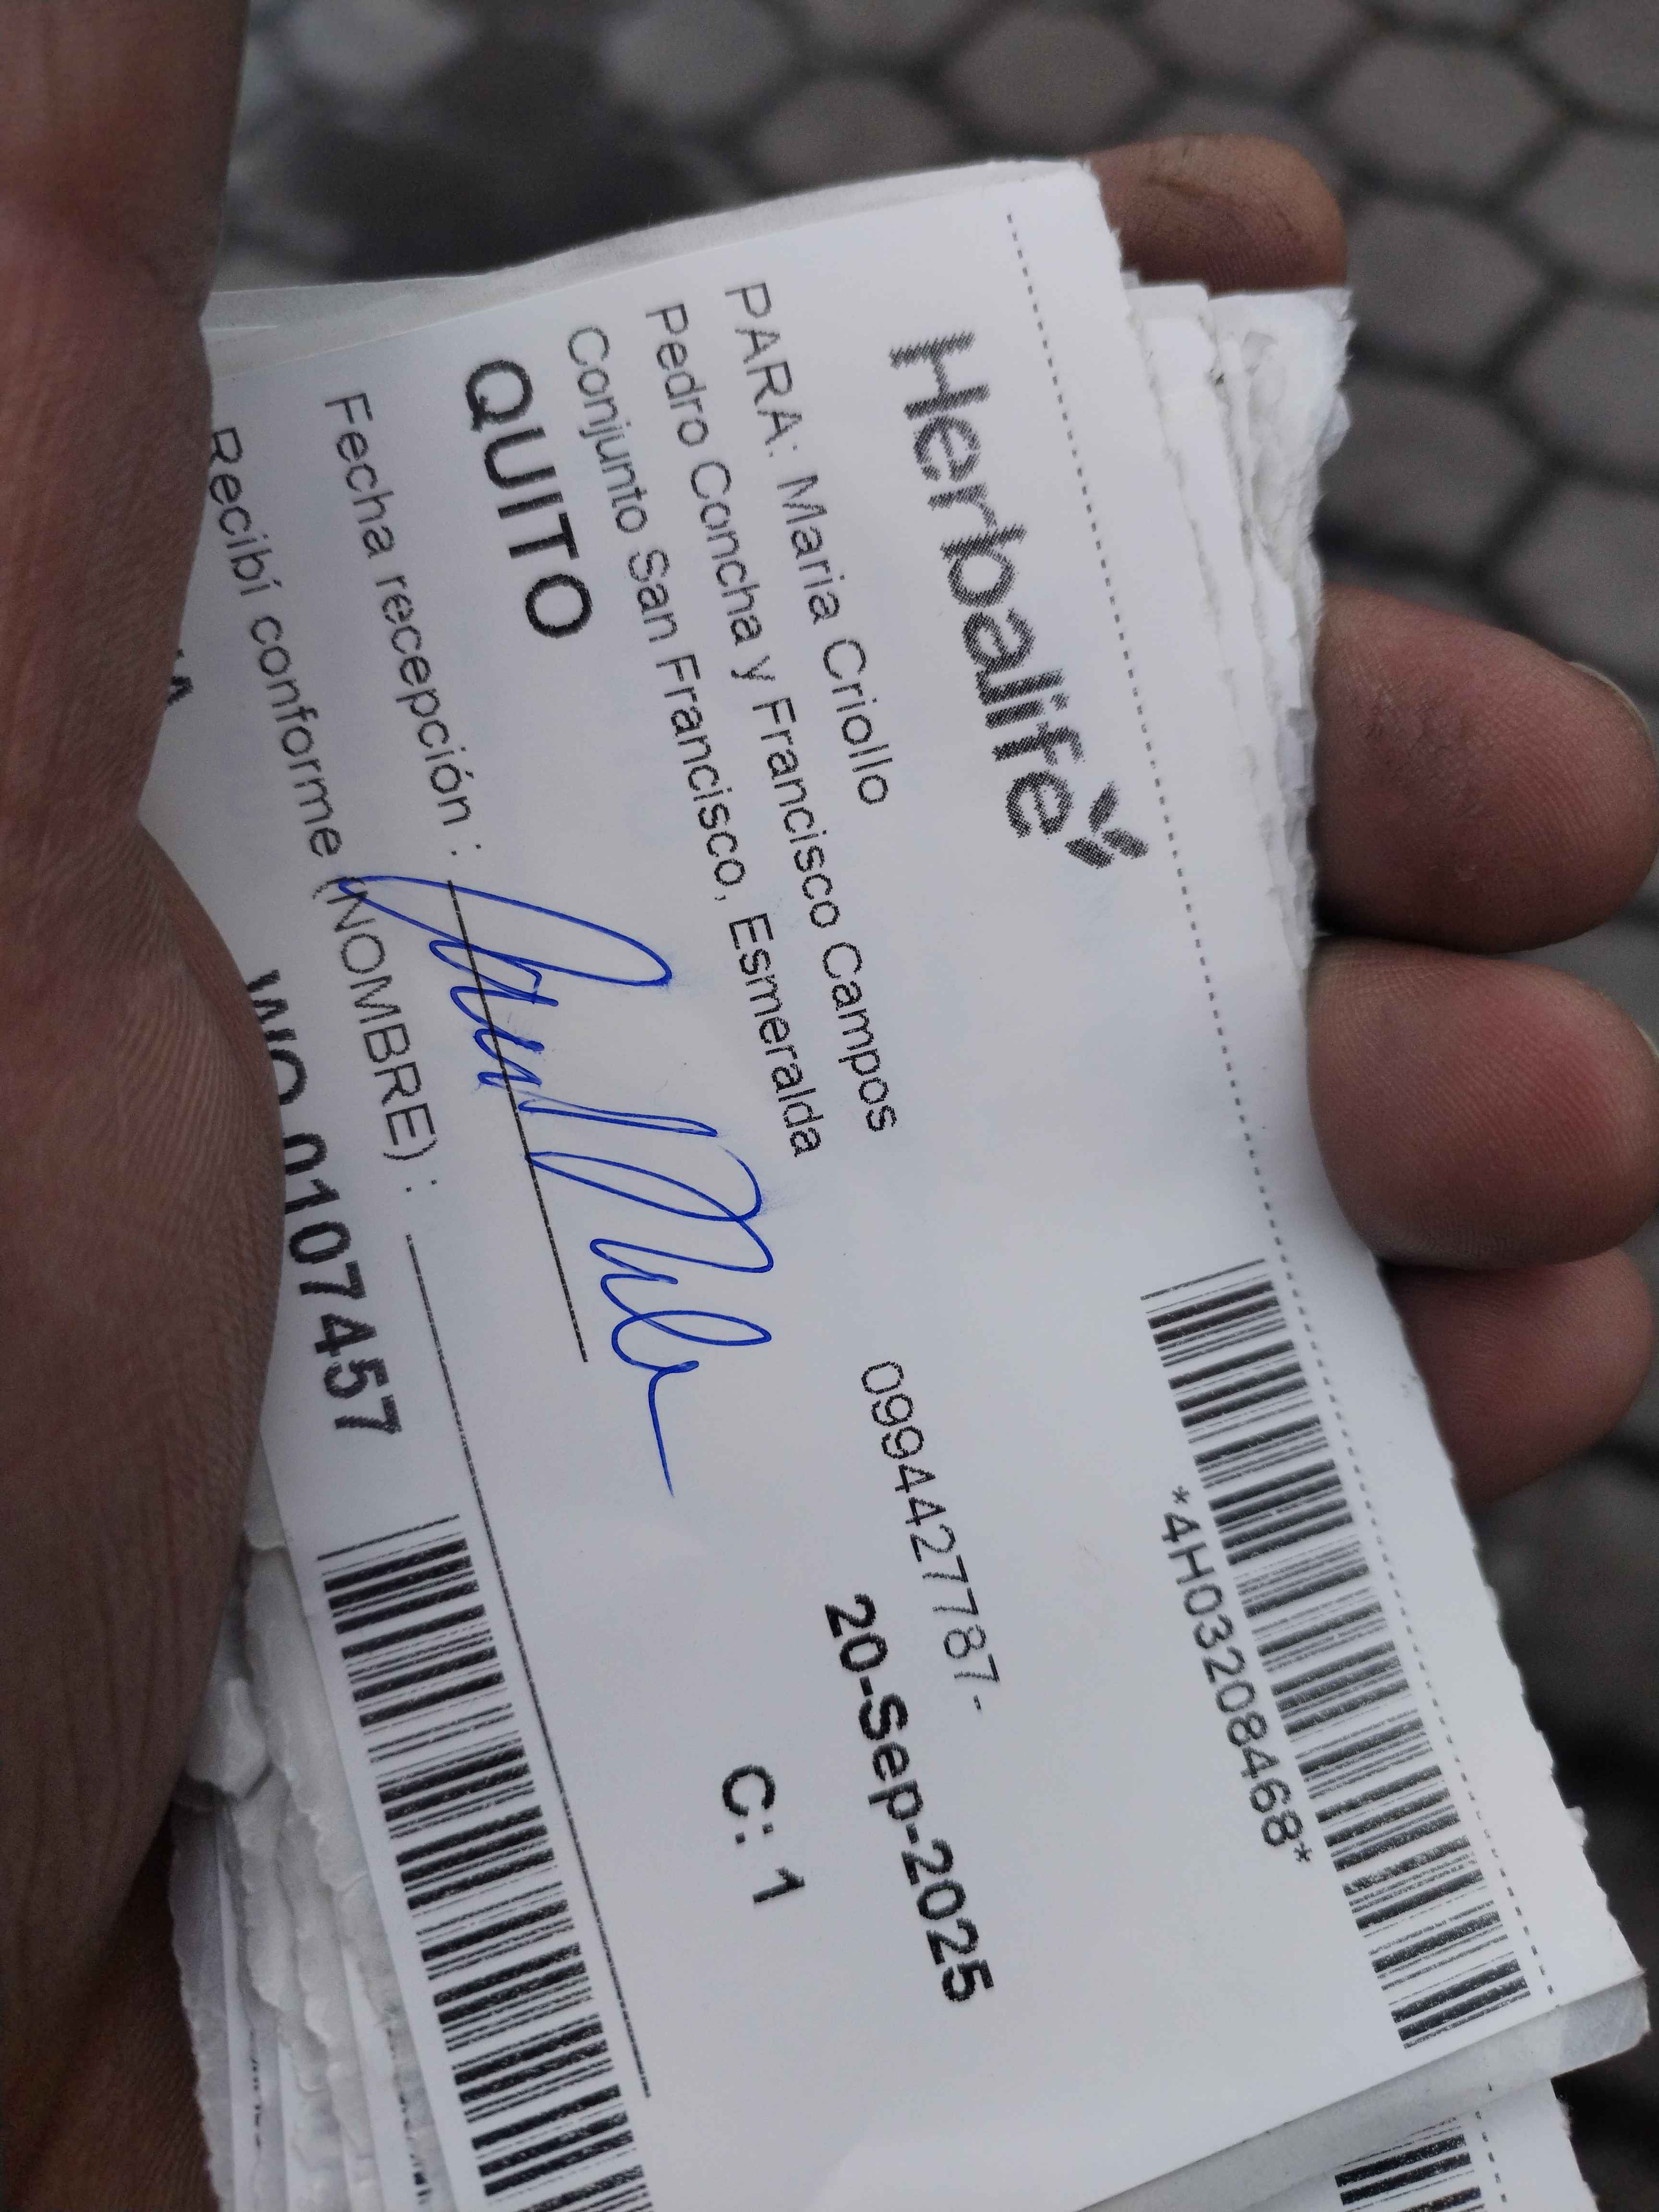 *4H03208468*
Herbalife
PARA: Maria Criollo 0994427787-
Pedro Concha y Francisco Campos 20-Sep-2025
Conjunto San Francisco, Esmeralda
QUITO C: 1
Fecha recepción :
Recibí conforme (NOMBRE) :
WO 0107457